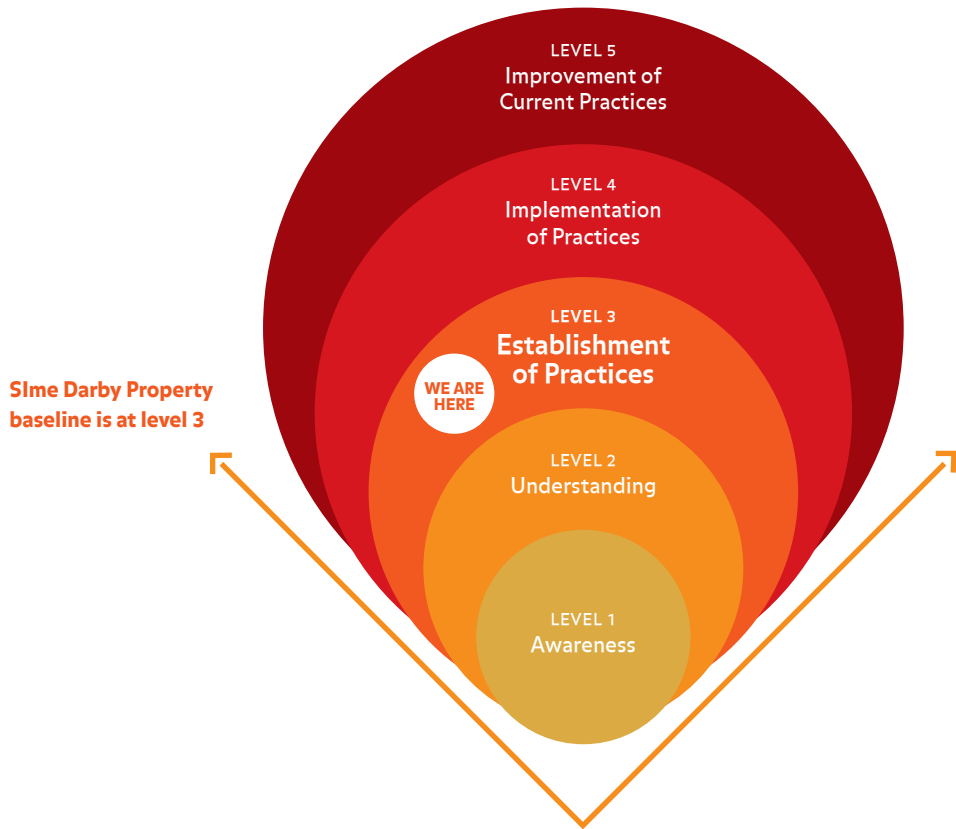 LEVEL 5
Improvement of
Current Practices
LEVEL 4
Implementation
of Practices
LEVEL 3
Establishment
of Practices
WE ARE
HERE
SIme Darby Property
baseline is at level 3
LEVEL 2
Understanding
LEVEL 1
Awareness